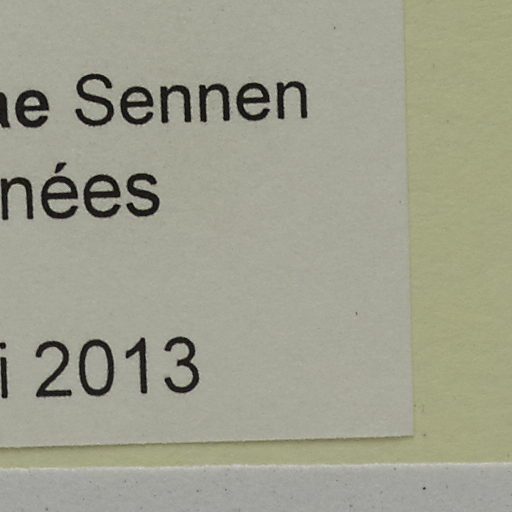 ae Sennen
nées
i 2013